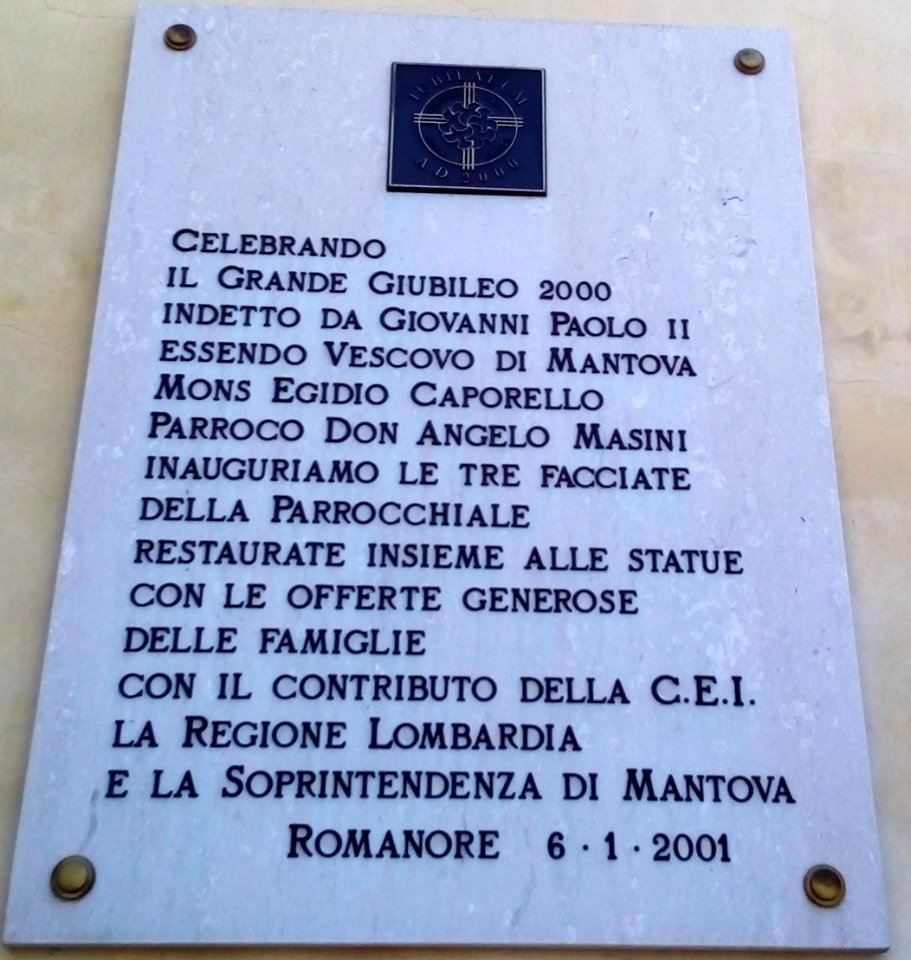 IUBILAEUM
A.D. 2000
CELEBRANDO
IL GRANDE GIUBILEO 2000
INDETTO DA GIOVANNI PAOLO II
ESSENDO VESCOVO DI MANTOVA
MONS EGIDIO CAPORELLO
PARROCO DON ANGELO MASINI
INAUGURIAMO LE TRE FACCIATE
DELLA PARROCCHIALE
RESTAURATE INSIEME ALLE STATUE
CON LE OFFERTE GENEROSE
DELLE FAMIGLIE
CON IL CONTRIBUTO DELLA C.E.I.
LA REGIONE LOMBARDIA
E LA SOPRINTENDENZA DI MANTOVA
ROMANORE 6·1·2001